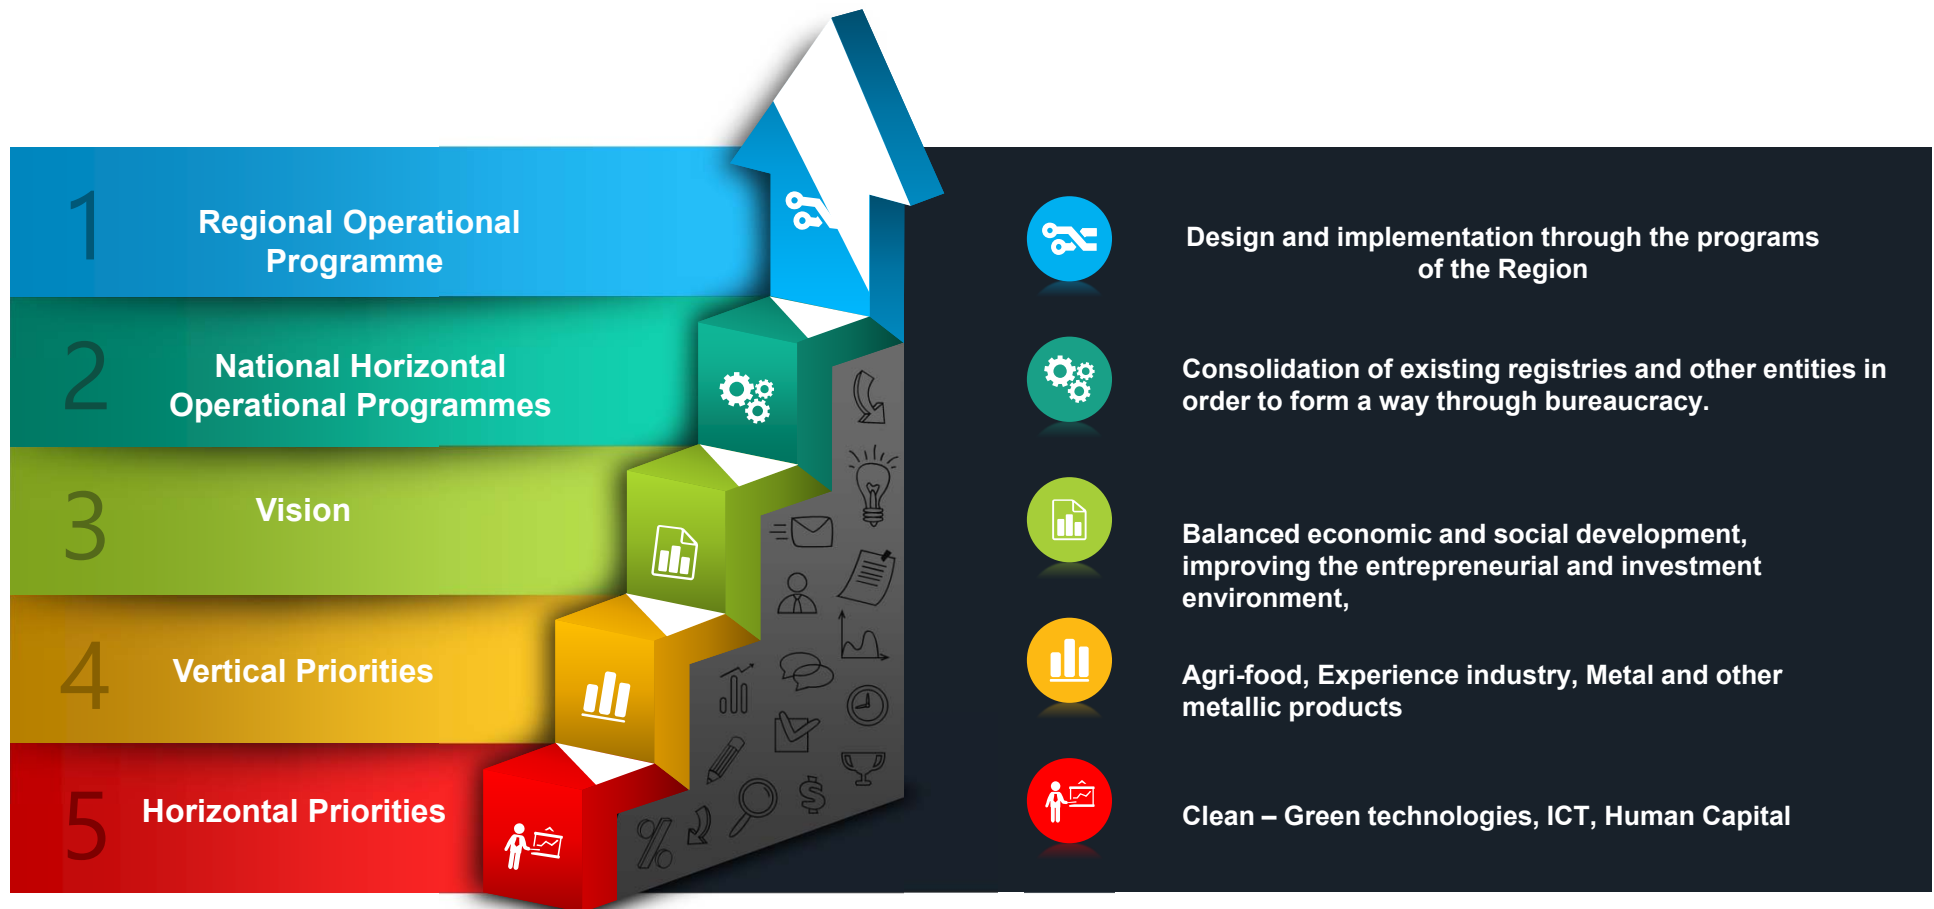 1
Regional Operational
Programme
Design and implementation through the programs
of the Region
2
National Horizontal
Operational Programmes
Consolidation of existing registries and other entities in
order to form a way through bureaucracy.
3
Vision
Balanced economic and social development,
improving the entrepreneurial and investment
environment,
4
Vertical Priorities
Agri-food, Experience industry, Metal and other
metallic products
5
Horizontal Priorities
Clean – Green technologies, ICT, Human Capital
%
$